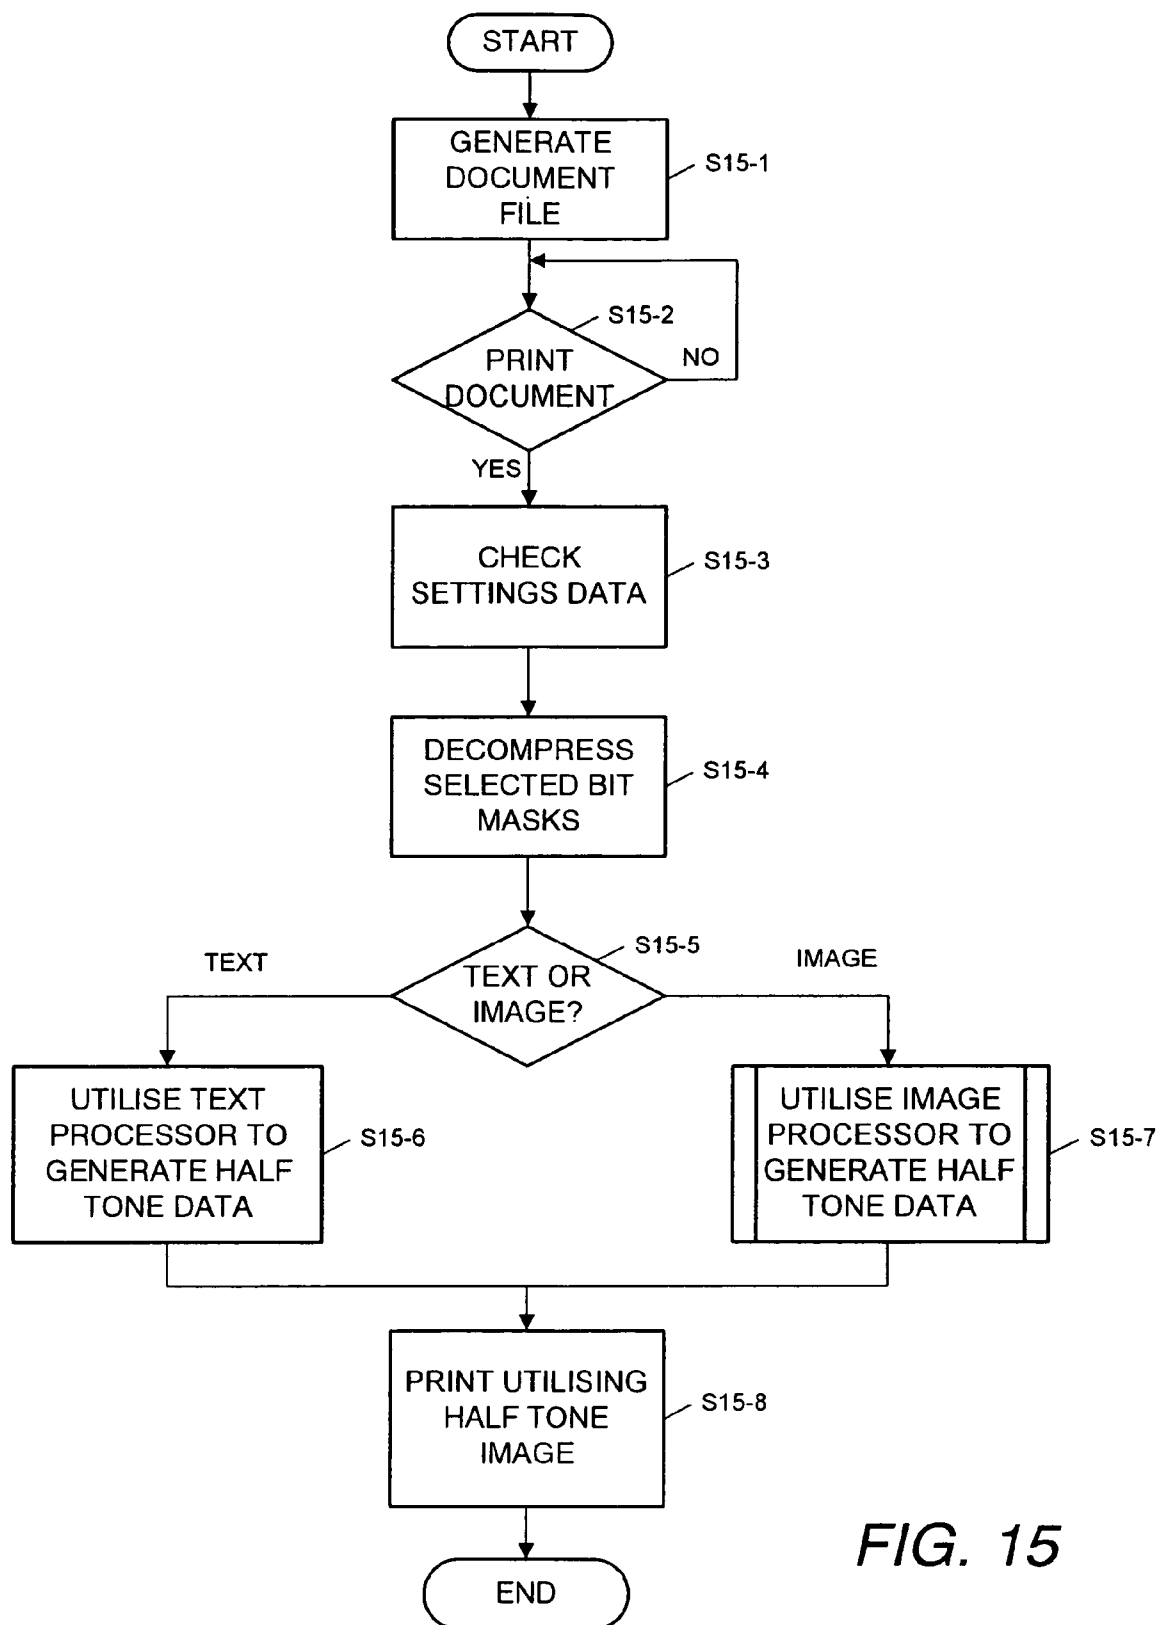 START
GENERATE
DOCUMENT
FILE
S15-1
S15-2
PRINT
DOCUMENT
NO
YES
CHECK
SETTINGS DATA
S15-3
DECOMPRESS
SELECTED BIT
MASKS
S15-4
S15-5
TEXT
TEXT OR
IMAGE?
IMAGE
UTILISE TEXT
PROCESSOR TO
GENERATE HALF
TONE DATA
S15-6
UTILISE IMAGE
PROCESSOR TO
GENERATE HALF
TONE DATA
S15-7
PRINT UTILISING
HALF TONE
IMAGE
S15-8
END
FIG. 15